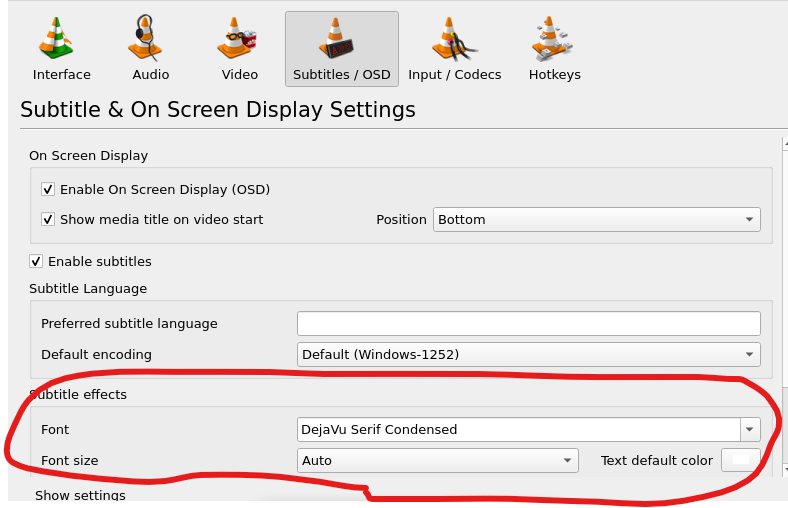 Interface Audio Video Subtitles / OSD Input / Codecs Hotkeys
Subtitle & On Screen Display Settings
On Screen Display
Enable On Screen Display (OSD)
Show media title on video start Position Bottom
Enable subtitles
Subtitle Language
Preferred subtitle language
Default encoding Default (Windows-1252)
Subtitle effects
Font DejaVu Serif Condensed
Font size Auto Text default color
Show settings